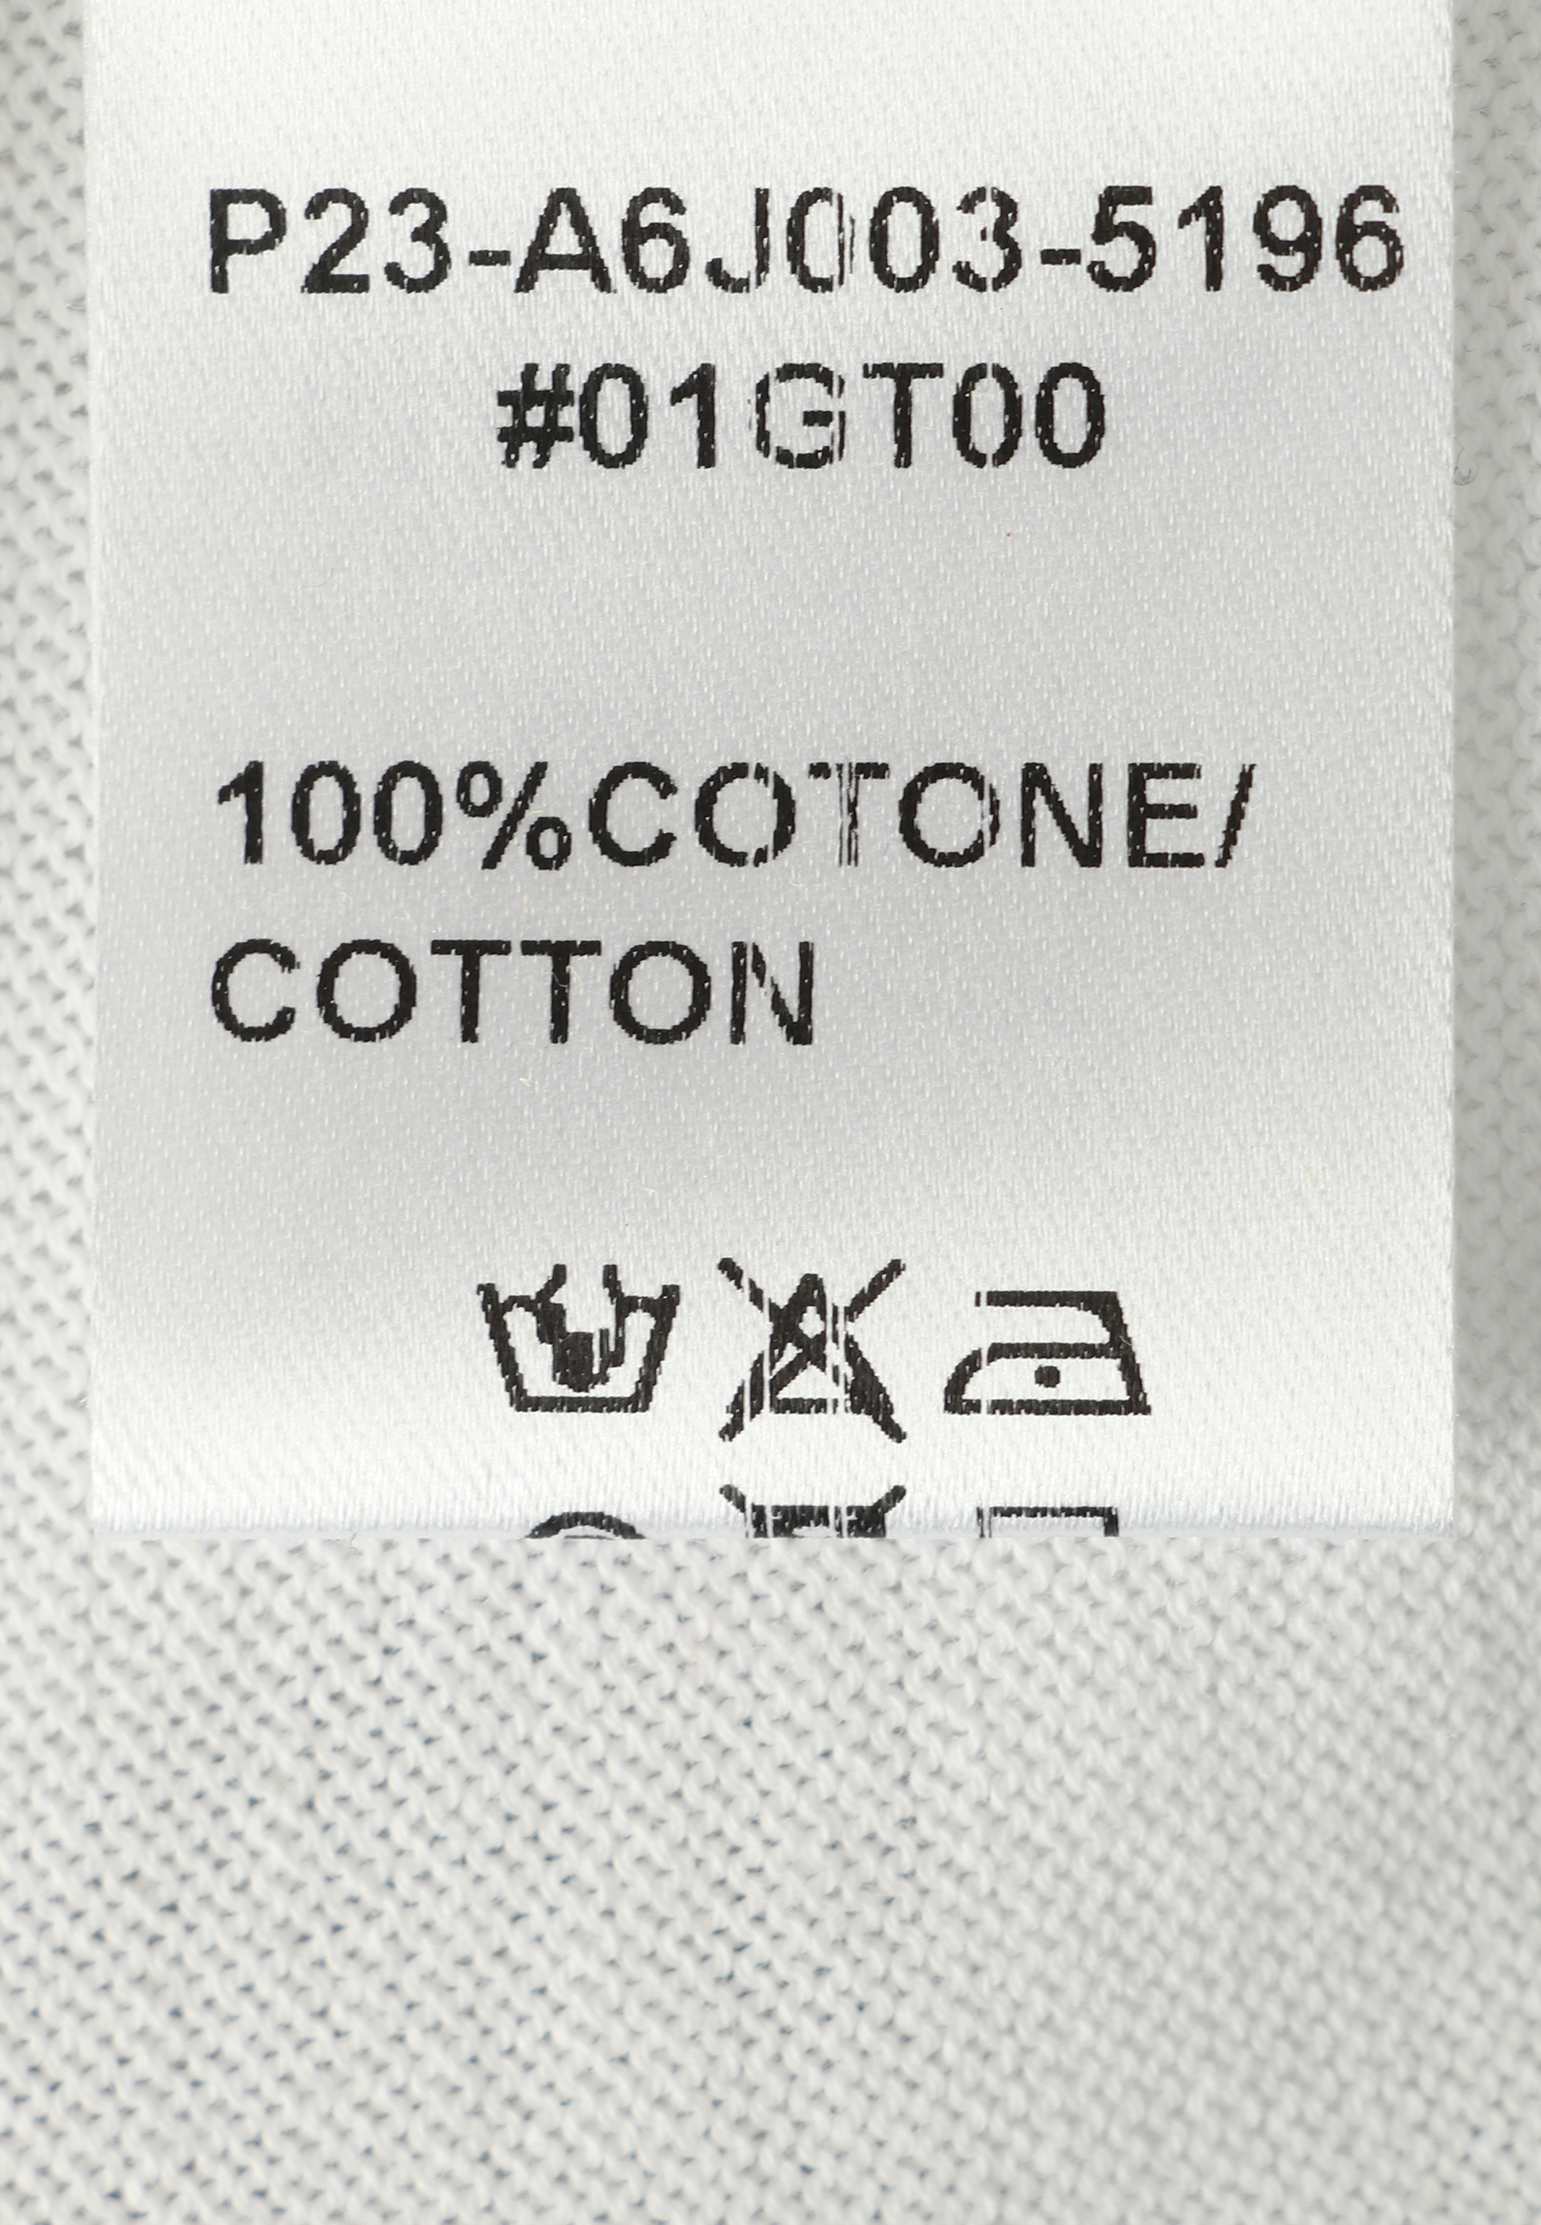 P23-A6J003-5196
#01GT00
100%COTONE/
COTTON